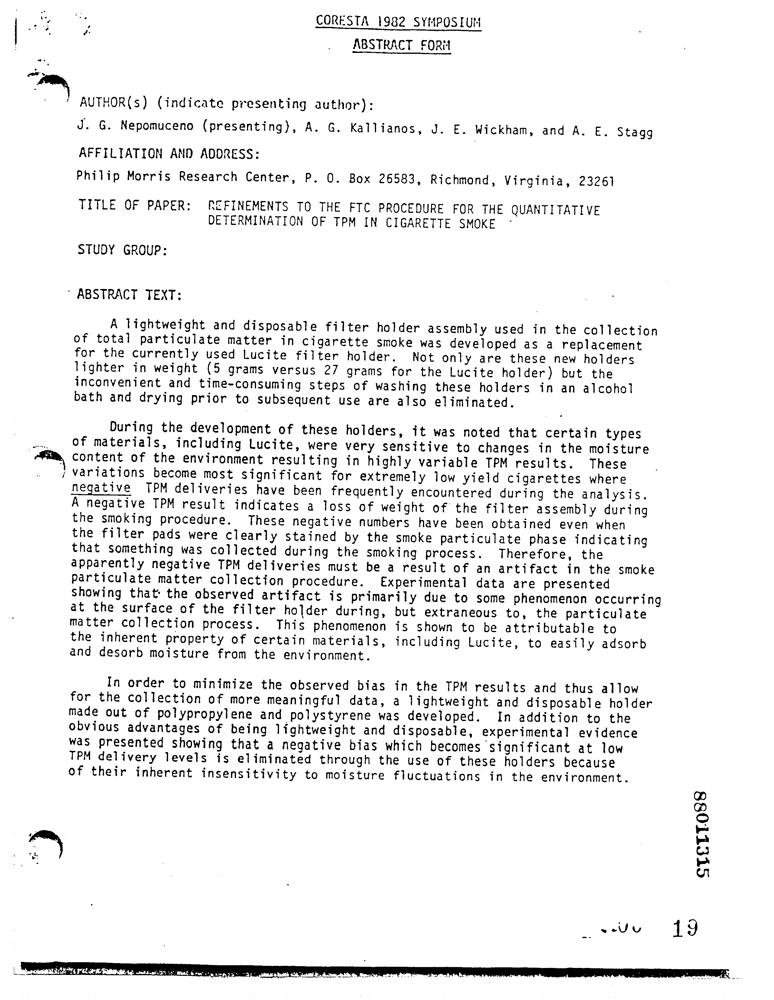 CORESTA 1982 SYMPOSIUM
ABSTRACT FORM
AUTHOR(s) (indicate presenting author):
J. G. Nepomuceno (presenting), A. G. Kallianos, J. E. Wickham, and A. E. Stagg
AFFILIATION AND ADDRESS:
Philip Morris Research Center, P. O. Box 26583, Richmond, Virginia, 23261
TITLE OF PAPER: REFINEMENTS TO THE FTC PROCEDURE FOR THE QUANTITATIVE
DETERMINATION OF TPM IN CIGARETTE SMOKE
STUDY GROUP:
ABSTRACT TEXT:
A lightweight and disposable filter holder assembly used in the collection
of total particulate matter in cigarette smoke was developed as a replacement
for the currently used Lucite filter holder. Not only are these new holders
lighter in weight (5 grams versus 27 grams for the Lucite holder) but the
inconvenient and time-consuming steps of washing these holders in an alcohol
bath and drying prior to subsequent use are also eliminated.
During the development of these holders, it was noted that certain types
of materials, including Lucite, were very sensitive to changes in the moisture
content of the environment resulting in highly variable TPM results. These
variations become most significant for extremely low yield cigarettes where
negative TPM deliveries have been frequently encountered during the analysis.
A negative TPM result indicates a loss of weight of the filter assembly during
the smoking procedure. These negative numbers have been obtained even when
the filter pads were clearly stained by the smoke particulate phase indicating
that something was collected during the smoking process. Therefore, the
apparently negative TPM deliveries must be a result of an artifact in the smoke
particulate matter collection procedure. Experimental data are presented
showing that the observed artifact is primarily due to some phenomenon occurring
at the surface of the filter holder during, but extraneous to, the particulate
matter collection process. This phenomenon is shown to be attributable to
the inherent property of certain materials, including Lucite, to easily adsorb
and desorb moisture from the environment.
In order to minimize the observed bias in the TPM results and thus allow
for the collection of more meaningful data, a lightweight and disposable holder
made out of polypropylene and polystyrene was developed. In addition to the
obvious advantages of being lightweight and disposable, experimental evidence
was presented showing that a negative bias which becomes significant at low
TPM delivery levels is eliminated through the use of these holders because
of their inherent insensitivity to moisture fluctuations in the environment.
88011315
19